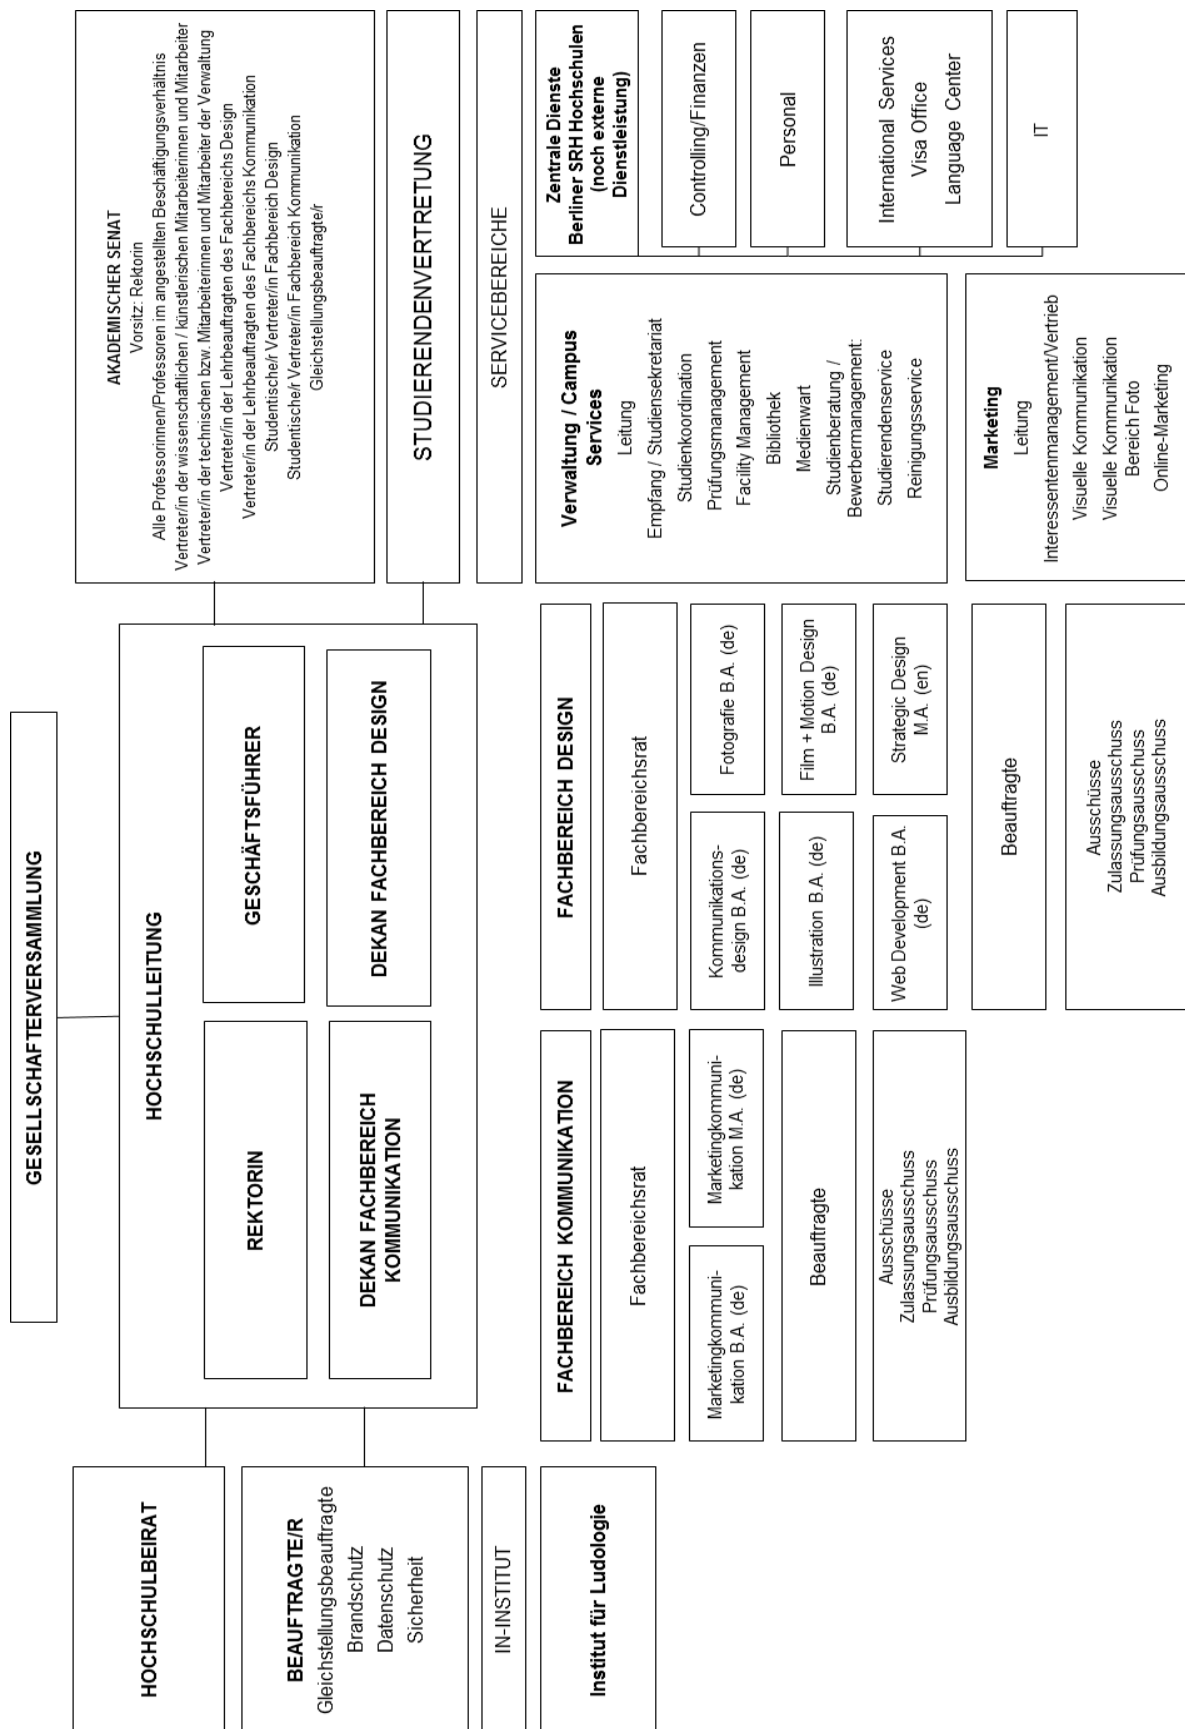 GESELLSCHAFTERVERSAMMLUNG
HOCHSCHULBEIRAT
BEAUFTRAGTE/R
Gleichstellungsbeauftragte
Brandschutz
Datenschutz
Sicherheit
IN-INSTITUT
Institut für Ludologie
HOCHSCHULLEITUNG
REKTORIN
GESCHÄFTSFÜHRER
DEKAN FACHBEREICH
KOMMUNIKATION
DEKAN FACHBEREICH DESIGN
AKADEMISCHER SENAT
Vorsitz: Rektorin
Alle Professorinnen/Professoren im angestellten Beschäftigungsverhältnis
Vertreter/in der wissenschaftlichen / künstlerischen Mitarbeiterinnen und Mitarbeiter
Vertreter/in der technischen bzw. Mitarbeiterinnen und Mitarbeiter der Verwaltung
Vertreter/in der Lehrbeauftragten des Fachbereichs Design
Vertreter/in der Lehrbeauftragten des Fachbereichs Kommunikation
Studentische/r Vertreter/in Fachbereich Design
Studentische/r Vertreter/in Fachbereich Kommunikation
Gleichstellungsbeauftragte/r
STUDIERENDENVERTRETUNG
FACHBEREICH KOMMUNIKATION
Fachbereichsrat
Marketingkommuni-
kation B.A. (de)
Marketingkommuni-
kation M.A. (de)
Beauftragte
Ausschüsse
Zulassungsausschuss
Prüfungsausschuss
Ausbildungsausschuss
FACHBEREICH DESIGN
Fachbereichsrat
Kommunikations-
design B.A. (de)
Fotografie B.A. (de)
Illustration B.A. (de)
Film + Motion Design
B.A. (de)
Web Development B.A.
(de)
Strategic Design
M.A. (en)
Beauftragte
Ausschüsse
Zulassungsausschuss
Prüfungsausschuss
Ausbildungsausschuss
SERVICEBEREICHE
Verwaltung / Campus
Services
Leitung
Empfang / Studiensekretariat
Studienkoordination
Prüfungsmanagement
Facility Management
Bibliothek
Medienwart
Studienberatung /
Bewerbermanagement:
Studierendenservice
Reinigungsservice
Marketing
Leitung
Interessentenmanagement/Vertrieb
Visuelle Kommunikation
Visuelle Kommunikation
Bereich Foto
Online-Marketing
Zentrale Dienste
Berliner SRH Hochschulen
(noch externe
Dienstleistung)
Controlling/Finanzen
Personal
International Services
Visa Office
Language Center
IT